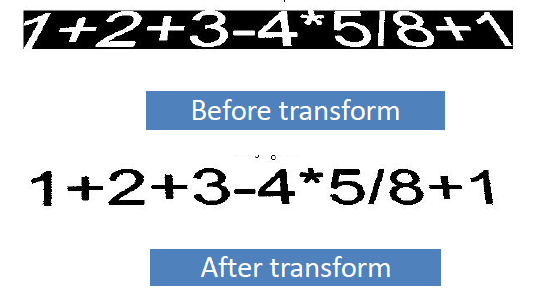 1+2+3-4*5/8+1
Before transform
1+2+3-4*5/8+1
After transform